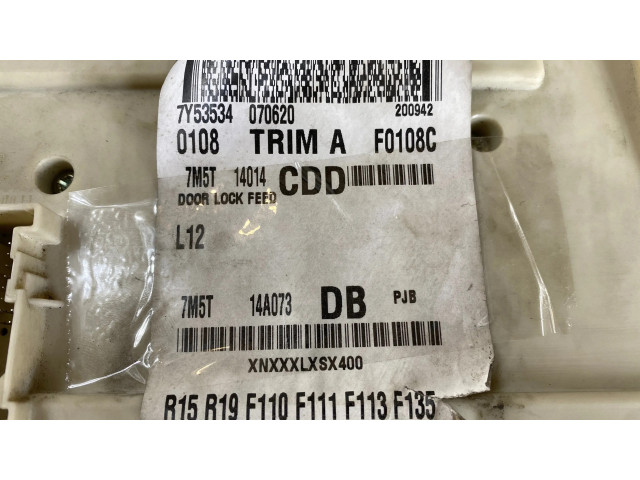 7Y53534 070620 200942
0108 TRIM A F0108C
7M5T 14014 CDD
DOOR LOCK FEED
L12
7M5T 14A073 DB PJB
XNXXXLXSX400
R15 R19 F110 F111 F113 F135